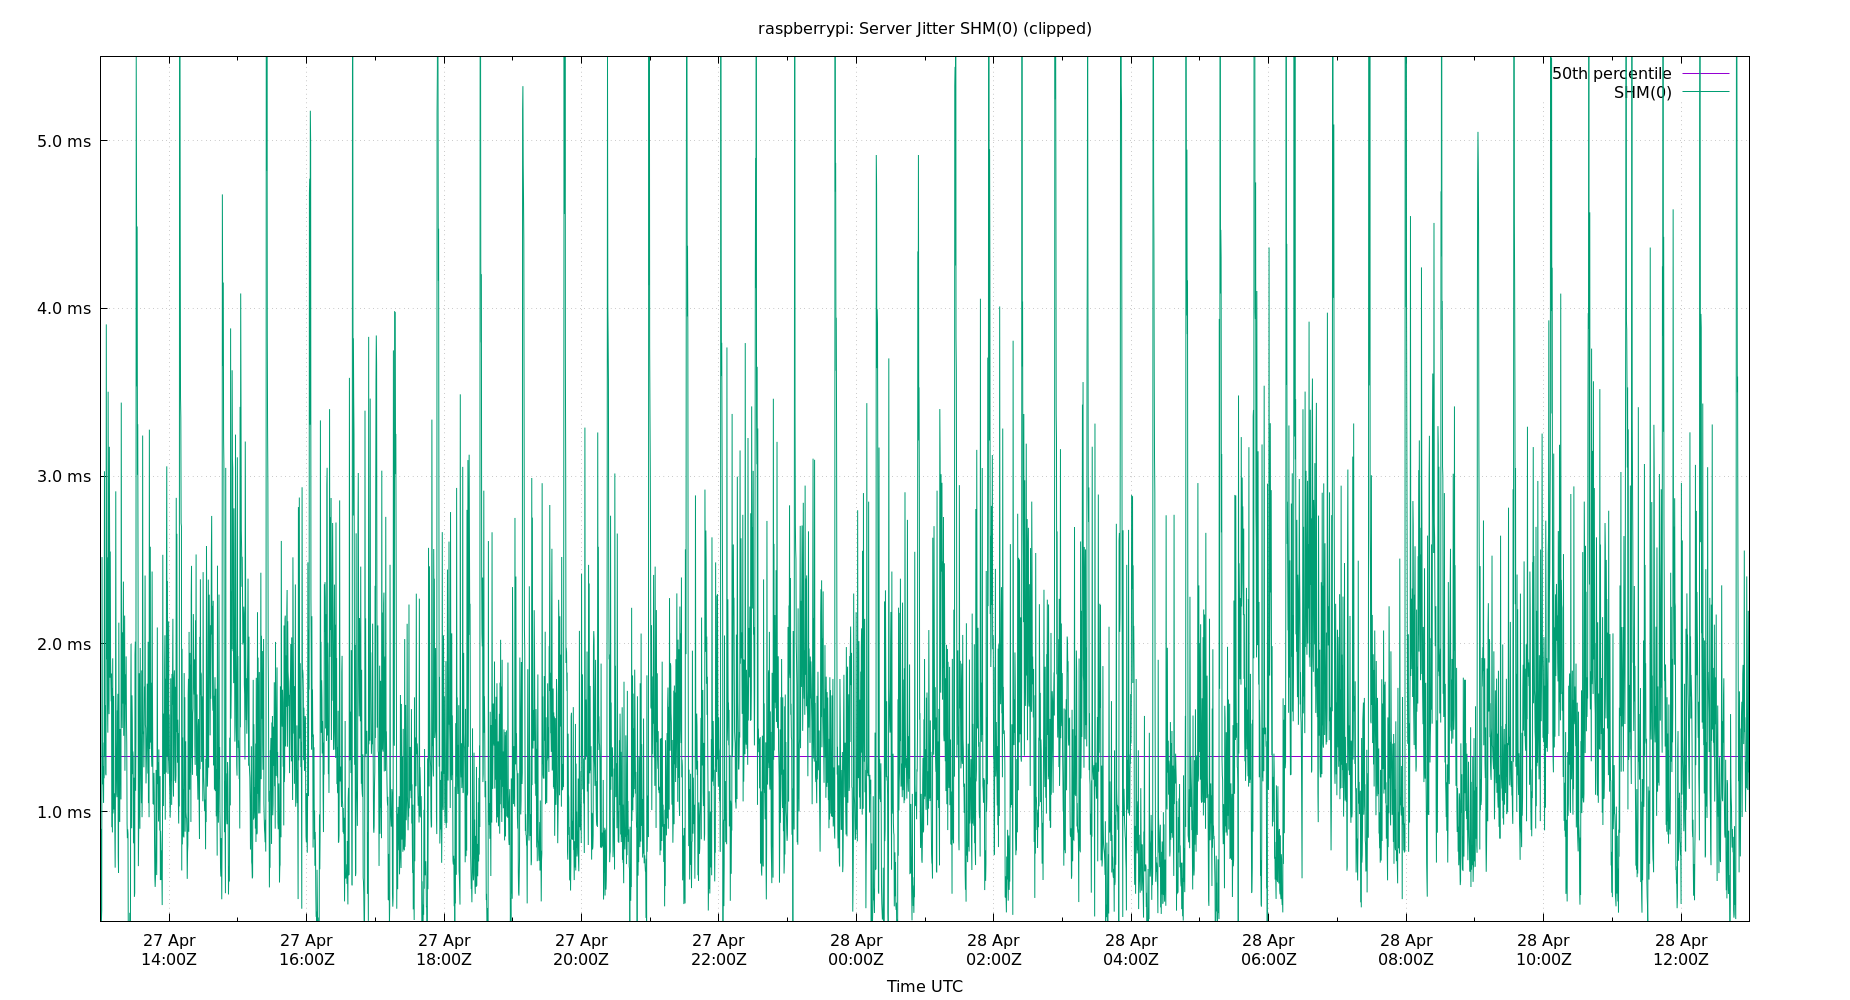 raspberrypi: Server Jitter SHM(0) (clipped)
50th percentile
SHM(0)
5.0 ms
4.0 ms
3.0 ms
2.0 ms
1.0 ms
27 Apr 27 Apr 27 Apr 27 Apr 27 Apr 28 Apr 28 Apr 28 Apr 28 Apr 28 Apr 28 Apr 28 Apr
14:00Z 16:00Z 18:00Z 20:00Z 22:00Z 00:00Z 02:00Z 04:00Z 06:00Z 08:00Z 10:00Z 12:00Z
Time UTC